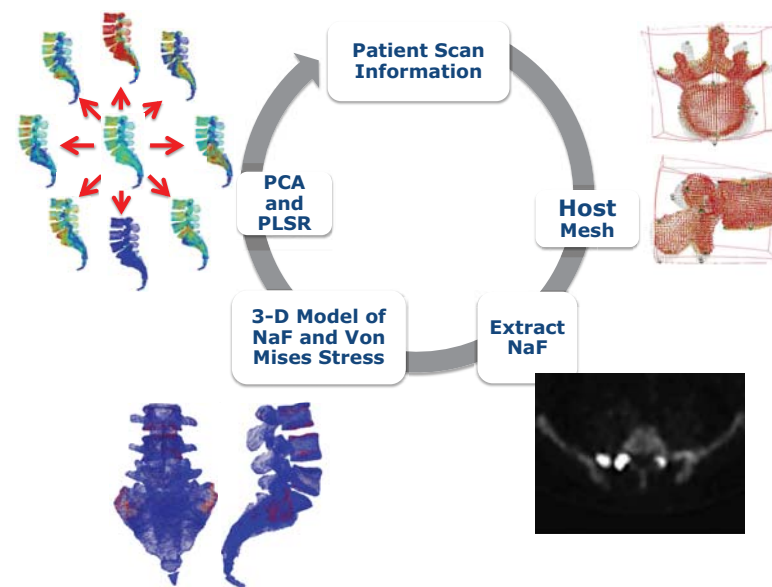 Patient Scan
Information
PCA
and
PLSR
Host
Mesh
3-D Model of
NaF and Von
Mises Stress
Extract
NaF